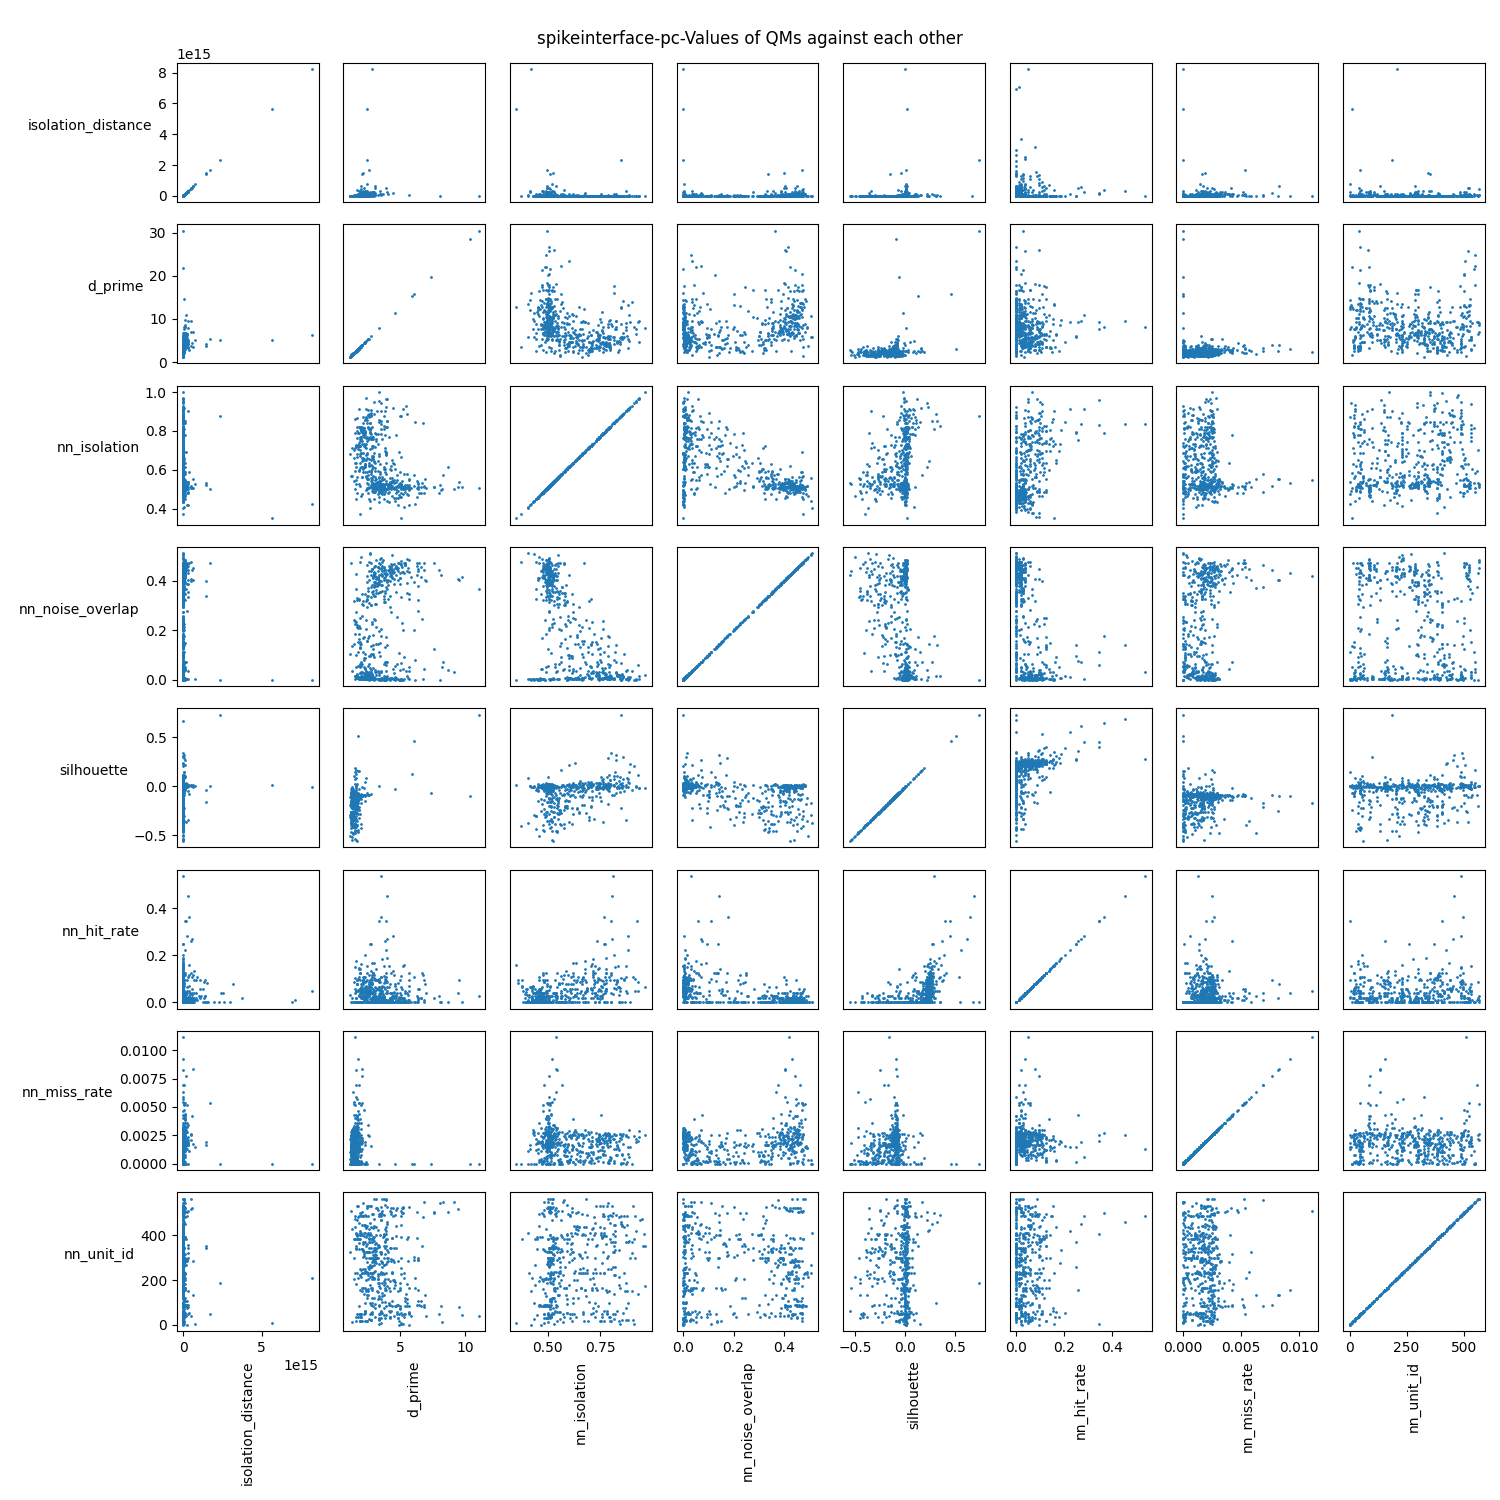 spikeinterface-pc-Values of QMs against each other
1e15
8
6
4
2
0
isolation_distance
30
20
10
0
d_prime
1.0
0.8
0.6
0.4
nn_isolation
0.4
0.2
0.0
nn_noise_overlap
0.5
0.0
−0.5
silhouette
0.4
0.2
0.0
nn_hit_rate
0.0100
0.0075
0.0050
0.0025
0.0000
nn_miss_rate
400
200
0
nn_unit_id
0 5 5 10 0.50 0.75 0.0 0.2 0.4 −0.5 0.0 0.5 0.0 0.2 0.4 0.000 0.005 0.010 0 250 500
1e15
isolation_distance
d_prime
nn_isolation
nn_noise_overlap
silhouette
nn_hit_rate
nn_miss_rate
nn_unit_id